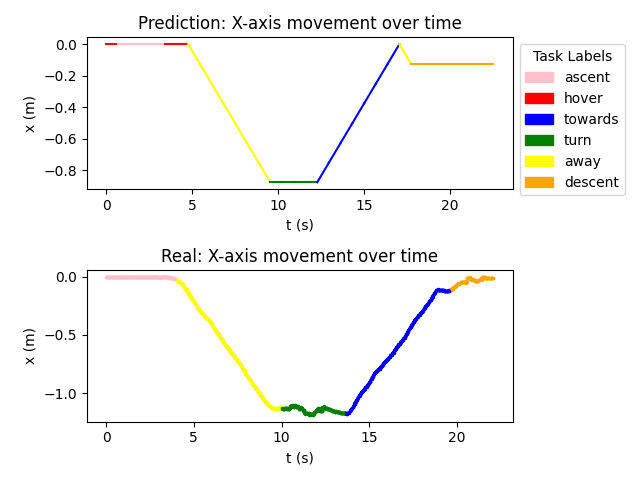 Prediction: X-axis movement over time
x (m)
0.0
−0.2
−0.4
−0.6
−0.8
0
5
10
15
20
t (s)
Task Labels
ascent
hover
towards
turn
away
descent
Real: X-axis movement over time
x (m)
0.0
−0.5
−1.0
0
5
10
15
20
t (s)